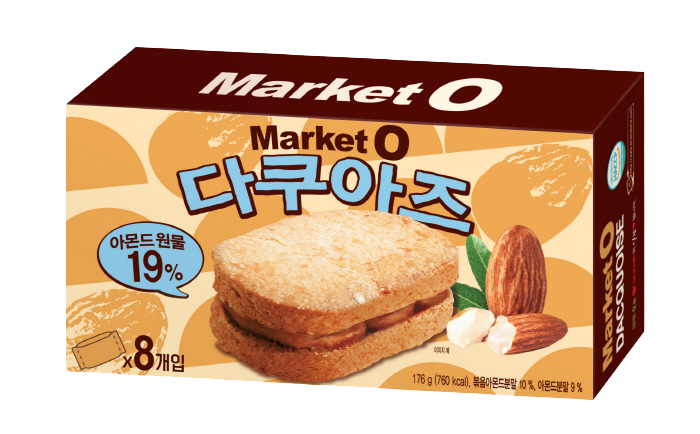 Market O
Market O
다쿠아즈
아몬드 원물
19%
x8개입
이미지 예
176 g (760 kcal), 볶음아몬드분말 10 %, 아몬드분말 9 %
Market O
DACQUOISE
HACCP